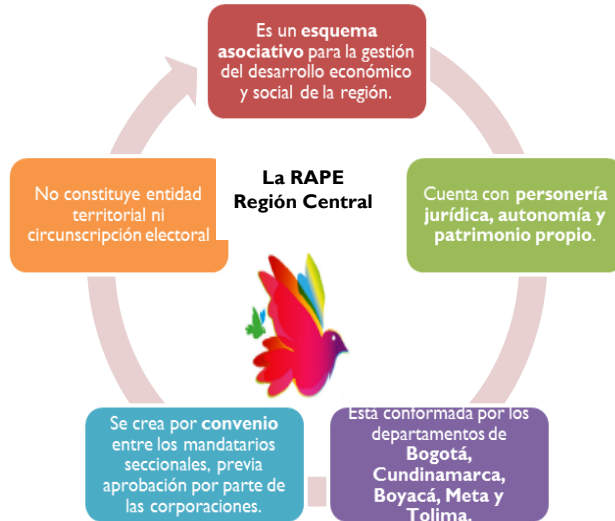 Es un esquema
asociativo para la gestión
del desarrollo económico
y social de la región.
La RAPE
Región Central
No constituye entidad
territorial ni
circunscripción electoral
Cuenta con personería
jurídica, autonomía y
patrimonio propio.
Se crea por convenio
entre los mandatarios
seccionales, previa
aprobación por parte de
las corporaciones.
Está conformada por los
departamentos de
Bogotá,
Cundinamarca,
Boyacá, Meta y
Tolima.